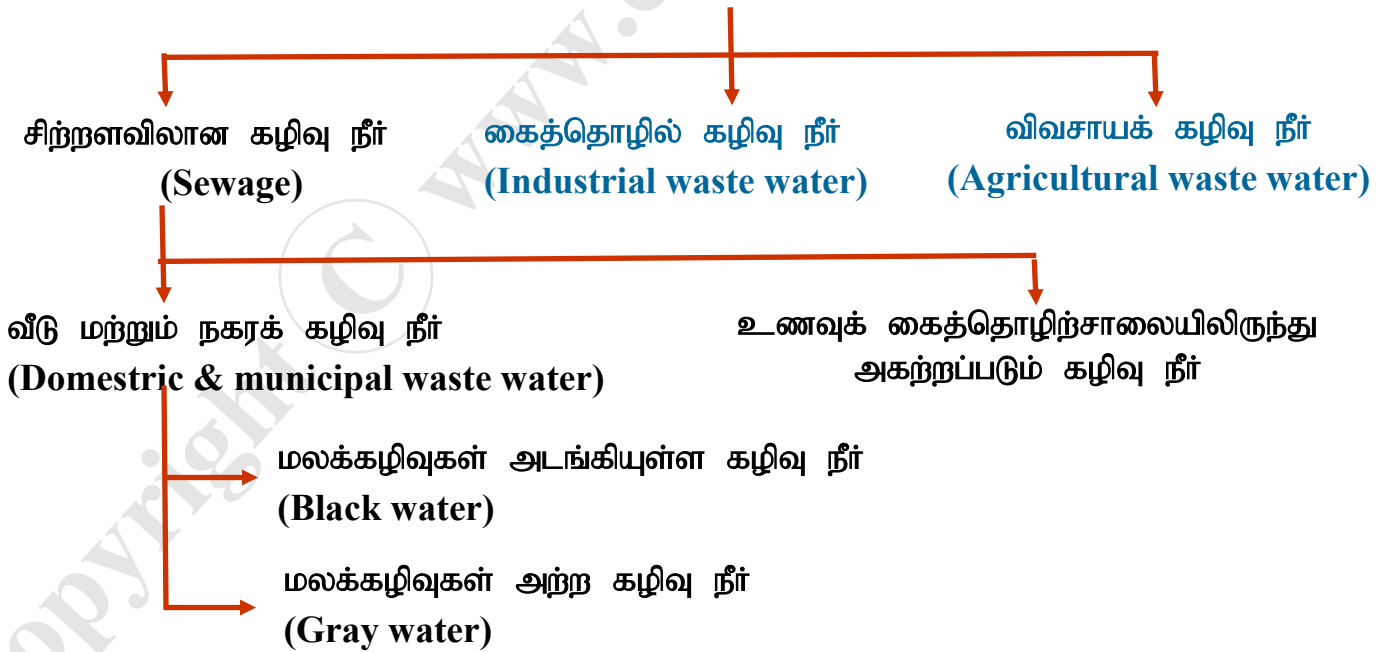 சிற்றளவிலான கழிவு நீர்
(Sewage)
கைத்தொழில் கழிவு நீர்
(Industrial waste water)
விவசாயக் கழிவு நீர்
(Agricultural waste water)
வீடு மற்றும் நகரக் கழிவு நீர்
(Domestric & municipal waste water)
உணவுக் கைத்தொழிற்சாலையிலிருந்து
அகற்றப்படும் கழிவு நீர்
மலக்கழிவுகள் அடங்கியுள்ள கழிவு நீர்
(Black water)
மலக்கழிவுகள் அற்ற கழிவு நீர்
(Gray water)
opyright © www.